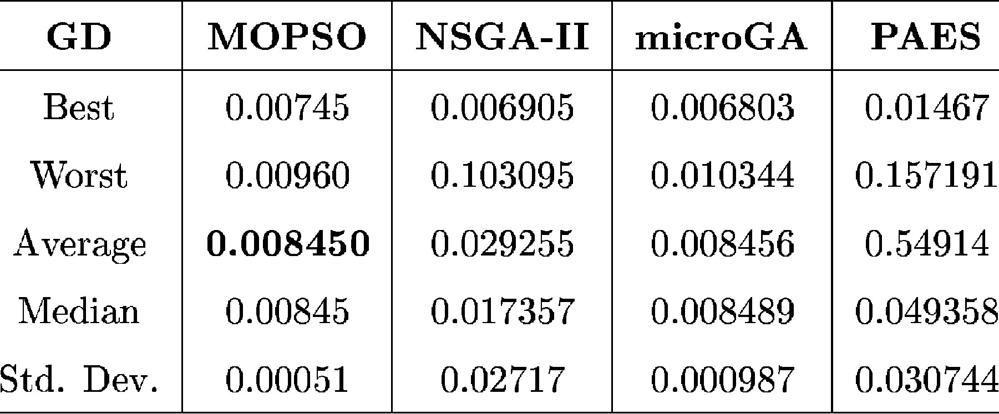 GD MOPSO NSGA-II microGA PAES
Best 0.00745 0.006905 0.006803 0.01467
Worst 0.00960 0.103095 0.010344 0.157191
Average 0.008450 0.029255 0.008456 0.54914
Median 0.00845 0.017357 0.008489 0.049358
Std. Dev. 0.00051 0.02717 0.000987 0.030744